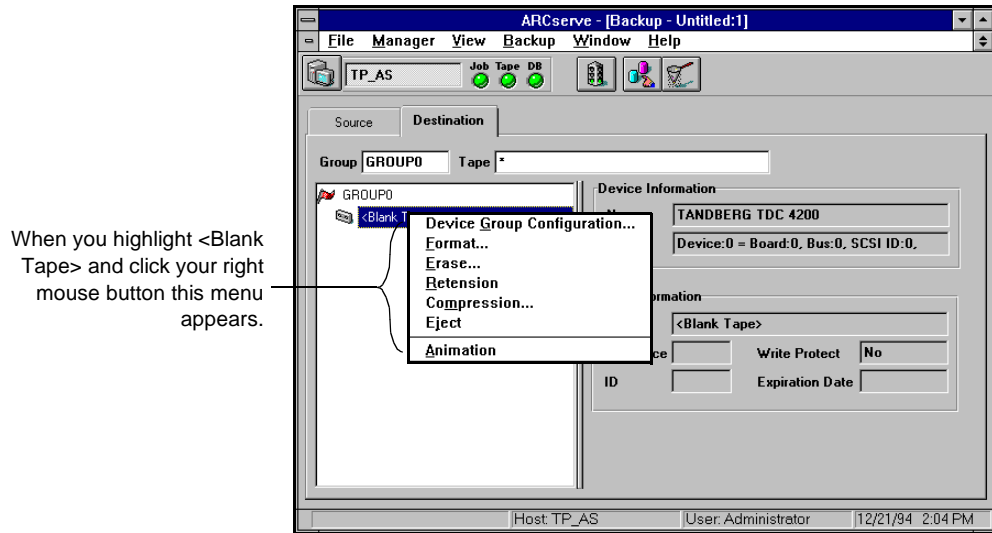 ARCserve - [Backup - Untitled:1]
File Manager View Backup Window Help
TP_AS
Job Tape DB
Source Destination
Group GROUP0 Tape *
GROUP0
<Blank T
Device Group Configuration...
Format...
Erase...
Retension
Compression...
Eject
Animation
Device Information
TANDBERG TDC 4200
Device:0 = Board:0, Bus:0, SCSI ID:0,
<Blank Tape>
Write Protect No
ID Expiration Date
When you highlight <Blank
Tape> and click your right
mouse button this menu
appears.
Host: TP_AS User: Administrator 12/21/94 2:04 PM